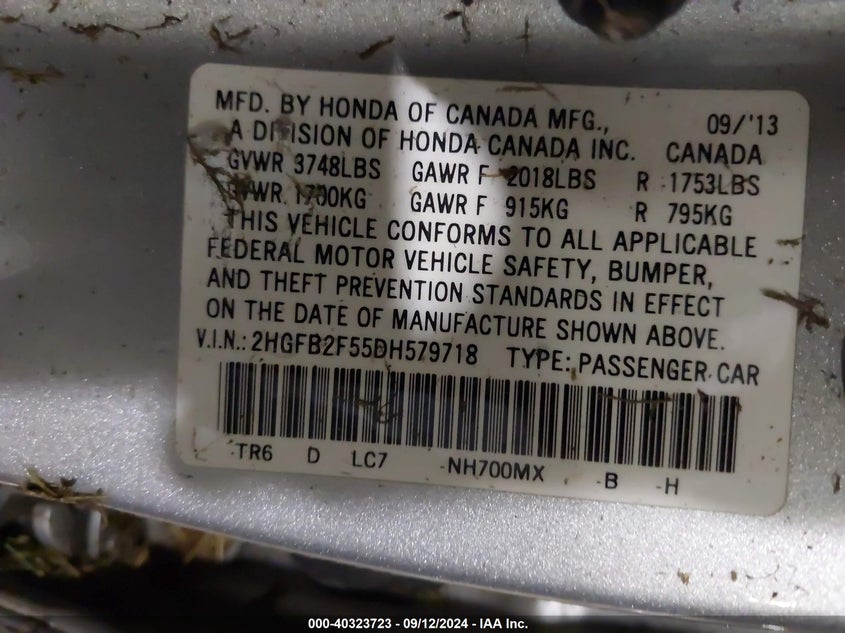 MFD. BY HONDA OF CANADA MFG., 09/'13
A DIVISION OF HONDA CANADA INC. CANADA
GVWR 3748LBS GAWR F 2018LBS R 1753LBS
GVWR 1700KG GAWR F 915KG R 795KG
THIS VEHICLE CONFORMS TO ALL APPLICABLE
FEDERAL MOTOR VEHICLE SAFETY, BUMPER,
AND THEFT PREVENTION STANDARDS IN EFFECT
ON THE DATE OF MANUFACTURE SHOWN ABOVE.
V.I.N.: 2HGFB2F55DH579718 TYPE: PASSENGER CAR
TR6 D LC7 -NH700MX -B -H
000-40323723 - 09/12/2024 - IAA Inc.